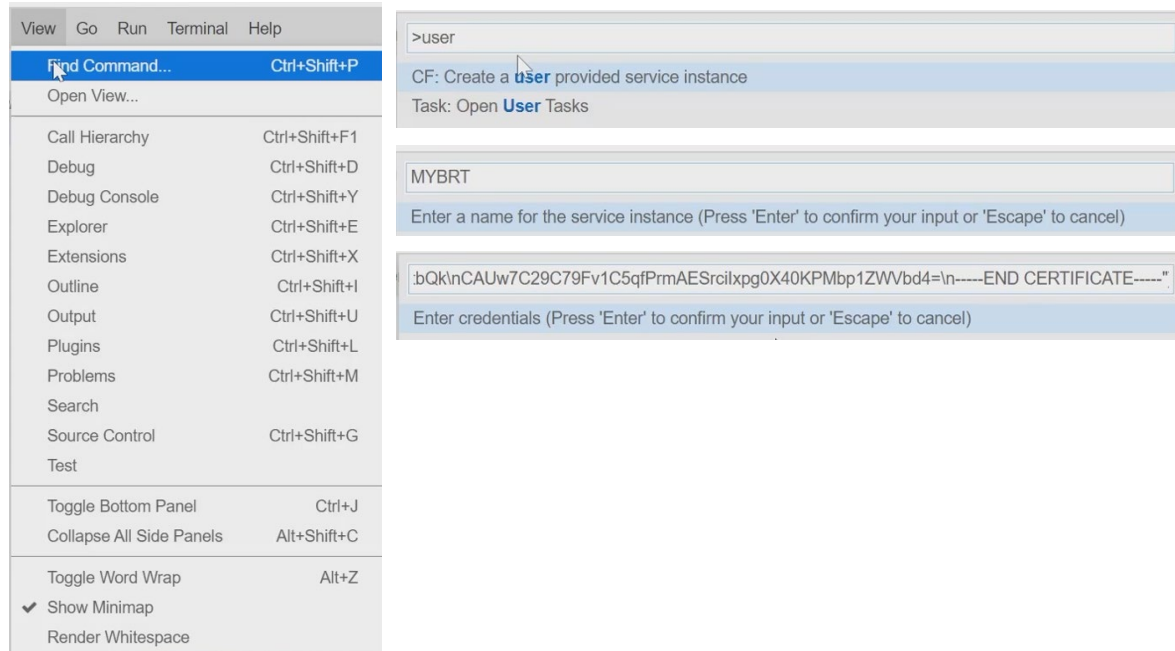 View Go Run Terminal Help
Find Command... Ctrl+Shift+P
Open View...
Call Hierarchy Ctrl+Shift+F1
Debug Ctrl+Shift+D
Debug Console Ctrl+Shift+Y
Explorer Ctrl+Shift+E
Extensions Ctrl+Shift+X
Outline Ctrl+Shift+I
Output Ctrl+Shift+U
Plugins Ctrl+Shift+L
Problems Ctrl+Shift+M
Search
Source Control Ctrl+Shift+G
Test
Toggle Bottom Panel Ctrl+J
Collapse All Side Panels Alt+Shift+C
Toggle Word Wrap Alt+Z
Show Minimap
Render Whitespace
>user
CF: Create a user provided service instance
Task: Open User Tasks
MYBRT
Enter a name for the service instance (Press 'Enter' to confirm your input or 'Escape' to cancel)
:bQk\nCAUw7C29C79Fv1C5qfPrmAESrciIxpg0X40KPMbp1ZWVbd4=\n-----END CERTIFICATE-----"
Enter credentials (Press 'Enter' to confirm your input or 'Escape' to cancel)